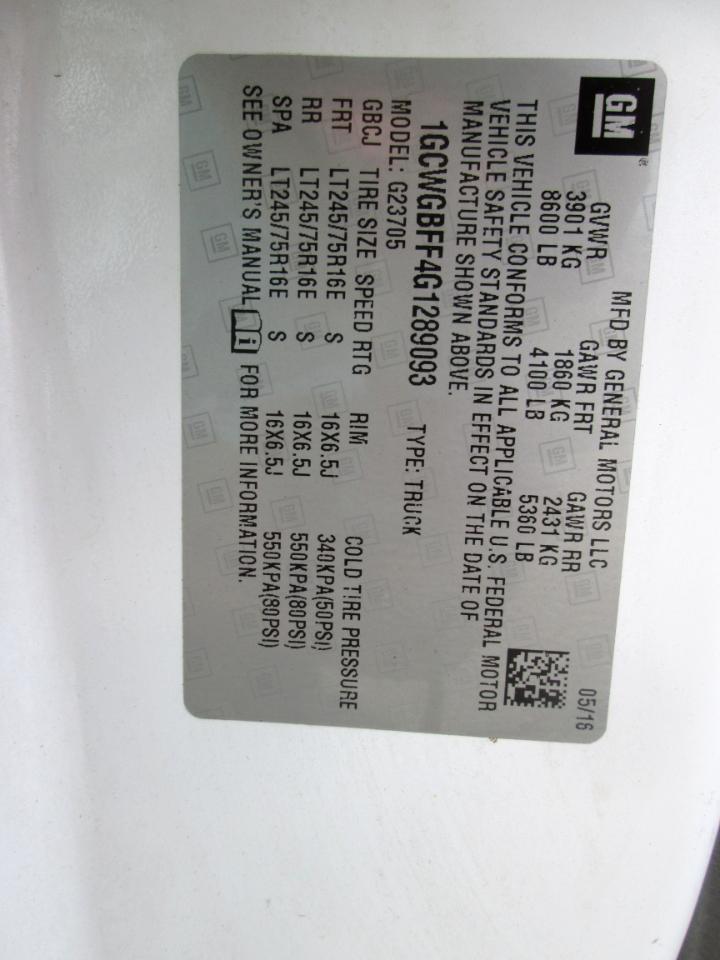 GM®
MFD BY GENERAL MOTORS LLC 05/16
GVWR GAWR FRT GAWR RR
3901 KG 1860 KG 2431 KG
8600 LB 4100 LB 5360 LB
THIS VEHICLE CONFORMS TO ALL APPLICABLE U.S. FEDERAL MOTOR
VEHICLE SAFETY STANDARDS IN EFFECT ON THE DATE OF
MANUFACTURE SHOWN ABOVE.
1GCWGBFF4G1289093 TYPE: TRUCK
MODEL: G23705
GBCJ TIRE SIZE SPEED RTG RIM COLD TIRE PRESSURE
FRT LT245/75R16E S 16X6.5J 340KPA(50PSI)
RR LT245/75R16E S 16X6.5J 550KPA(80PSI)
SPA LT245/75R16E S 16X6.5J 550KPA(80PSI)
SEE OWNER'S MANUAL i FOR MORE INFORMATION.